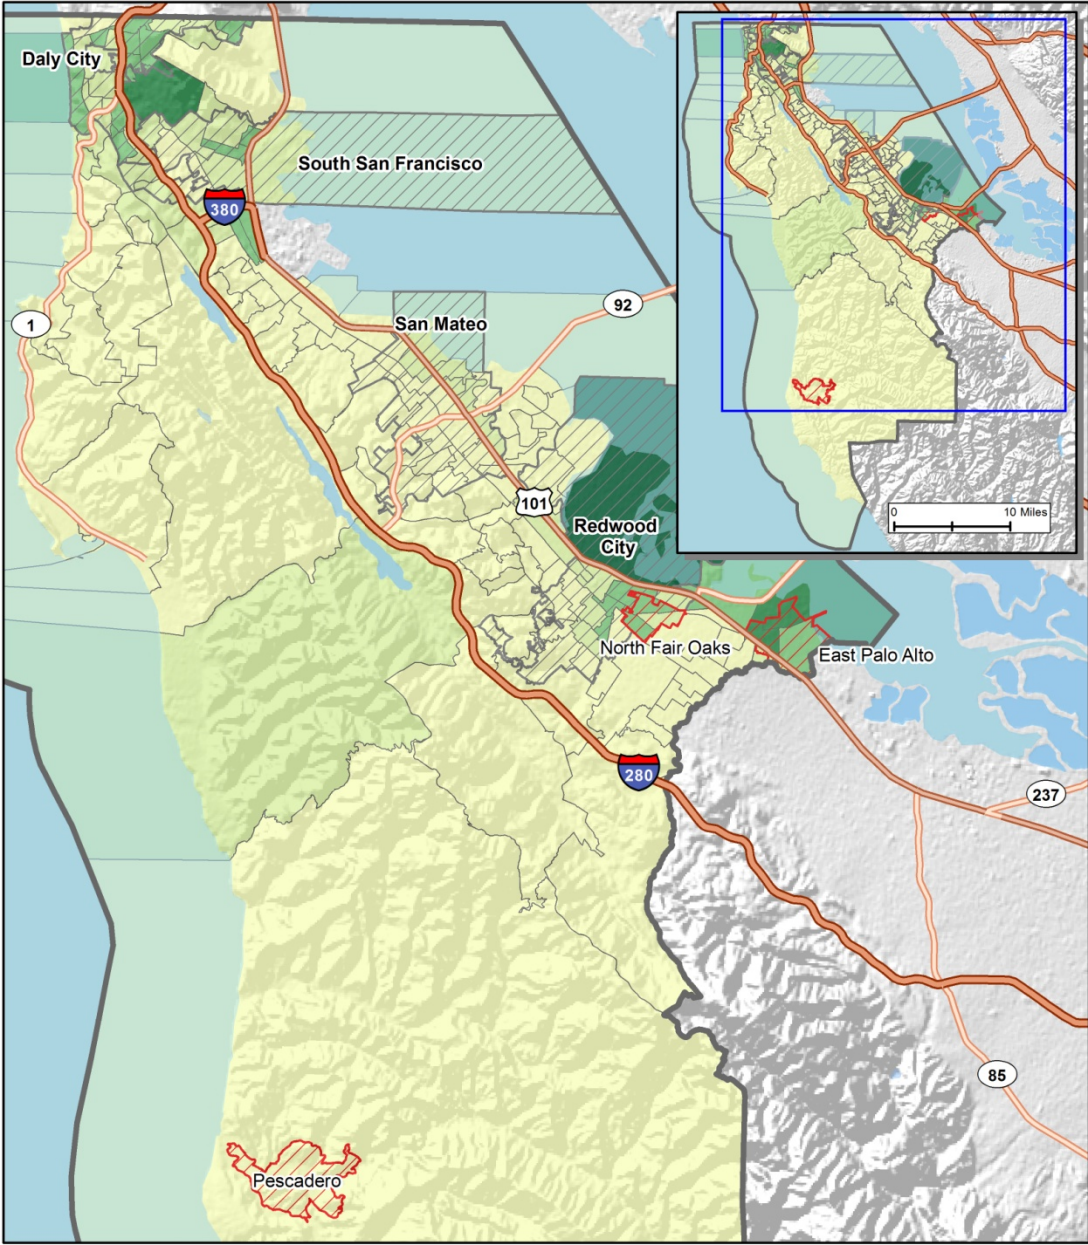 Daly City
South San Francisco
380
1
San Mateo
92
0 10 Miles
101
Redwood
City
North Fair Oaks
East Palo Alto
280
237
85
Pescadero